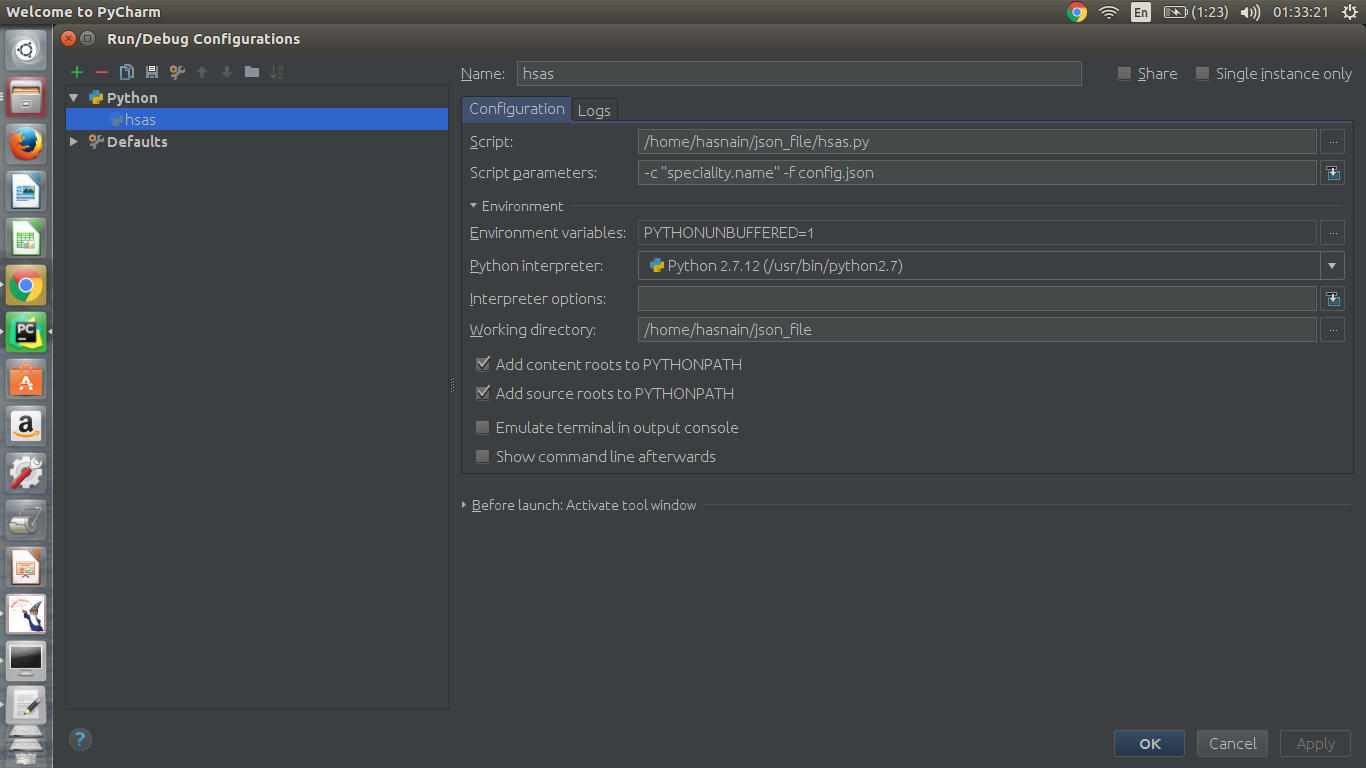 Welcome to PyCharm
En
(1:23)
01:33:21
Run/Debug Configurations
Name: hsas
Share
Single instance only
Python
hsas
Defaults
Configuration
Logs
Script: /home/hasnain/json_file/hsas.py ...
Script parameters: -c "speciality.name" -f config.json
Environment
Environment variables: PYTHONUNBUFFERED=1 ...
Python interpreter: Python 2.7.12 (/usr/bin/python2.7)
Interpreter options:
Working directory: /home/hasnain/json_file ...
Add content roots to PYTHONPATH
Add source roots to PYTHONPATH
Emulate terminal in output console
Show command line afterwards
Before launch: Activate tool window
PC
A
a
?
OK
Cancel
Apply